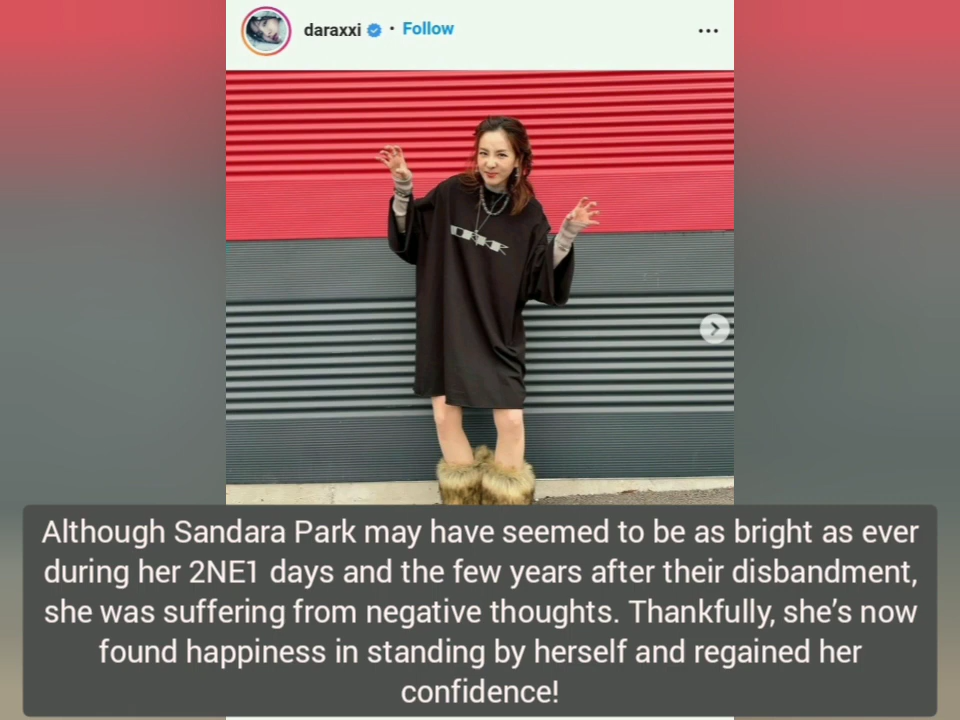 daraxxi • Follow
Although Sandara Park may have seemed to be as bright as ever
during her 2NE1 days and the few years after their disbandment,
she was suffering from negative thoughts. Thankfully, she's now
found happiness in standing by herself and regained her
confidence!